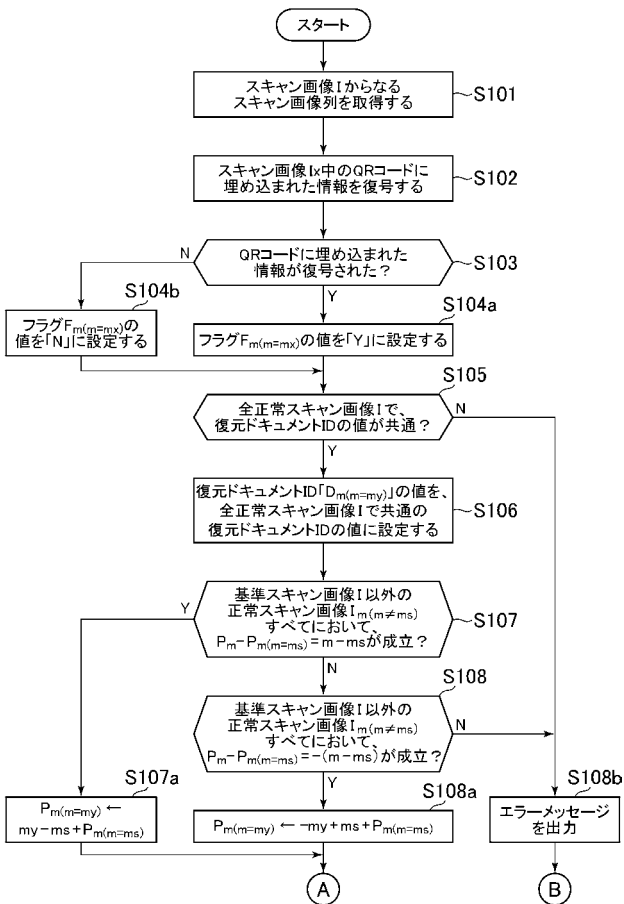 スタート
スキャン画像Iからなる
スキャン画像列を取得する
S101
スキャン画像Ix中のQRコードに
埋め込まれた情報を復号する
S102
N
QRコードに埋め込まれた
情報が復号された?
S103
Y
S104b
フラグFm(m=mx)の
値を「N」に設定する
S104a
フラグFm(m=mx)の値を「Y」に設定する
S105
全正常スキャン画像Iで、
復元ドキュメントIDの値が共通?
N
Y
復元ドキュメントID「Dm(m=my)」の値を、
全正常スキャン画像Iで共通の
復元ドキュメントIDの値に設定する
S106
Y
基準スキャン画像I以外の
正常スキャン画像Im(m≠ms)
すべてにおいて、
Pm-Pm(m=ms)=m-msが成立?
S107
N
S108
基準スキャン画像I以外の
正常スキャン画像Im(m≠ms)
すべてにおいて、
Pm-Pm(m=ms)=-(m-ms)が成立?
N
Y
S107a
Pm(m=my) ←
my-ms+Pm(m=ms)
S108a
Pm(m=my) ← -my+ms+Pm(m=ms)
S108b
エラーメッセージ
を出力
A
B